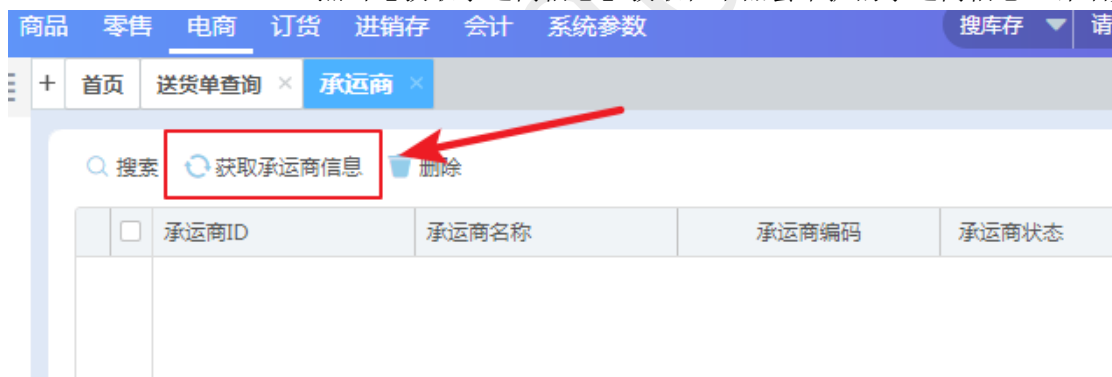 商品 零售 电商 订货 进销存 会计 系统参数 搜库存 请
+ 首页 送货单查询 × 承运商 ×
搜索 获取承运商信息 删除
承运商ID 承运商名称 承运商编码 承运商状态